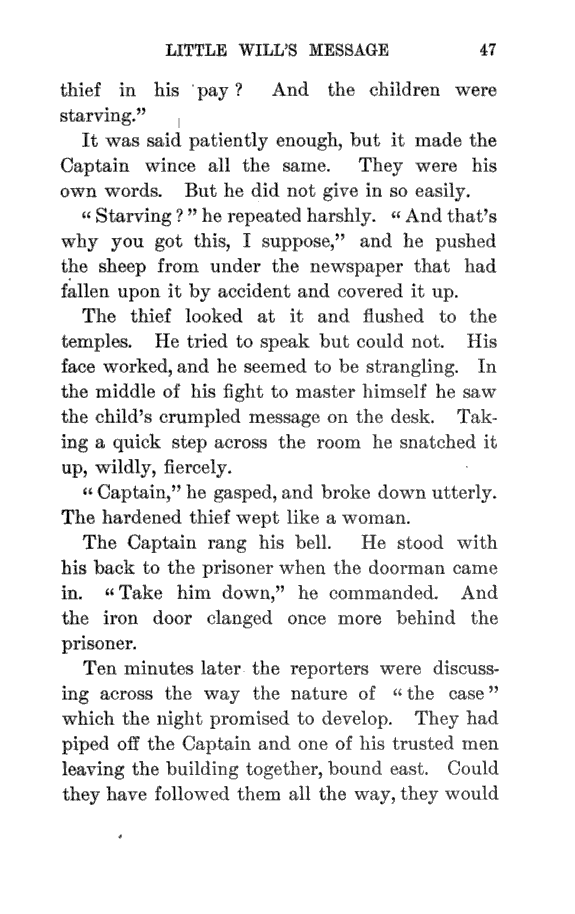 LITTLE WILL'S MESSAGE 47
thief in his pay? And the children were
starving."
It was said patiently enough, but it made the
Captain wince all the same. They were his
own words. But he did not give in so easily.
"Starving?" he repeated harshly. "And that's
why you got this, I suppose," and he pushed
the sheep from under the newspaper that had
fallen upon it by accident and covered it up.
The thief looked at it and flushed to the
temples. He tried to speak but could not. His
face worked, and he seemed to be strangling. In
the middle of his fight to master himself he saw
the child's crumpled message on the desk. Tak-
ing a quick step across the room he snatched it
up, wildly, fiercely.
"Captain," he gasped, and broke down utterly.
The hardened thief wept like a woman.
The Captain rang his bell. He stood with
his back to the prisoner when the doorman came
in. "Take him down," he commanded. And
the iron door clanged once more behind the
prisoner.
Ten minutes later the reporters were discuss-
ing across the way the nature of "the case"
which the night promised to develop. They had
piped off the Captain and one of his trusted men
leaving the building together, bound east. Could
they have followed them all the way, they would